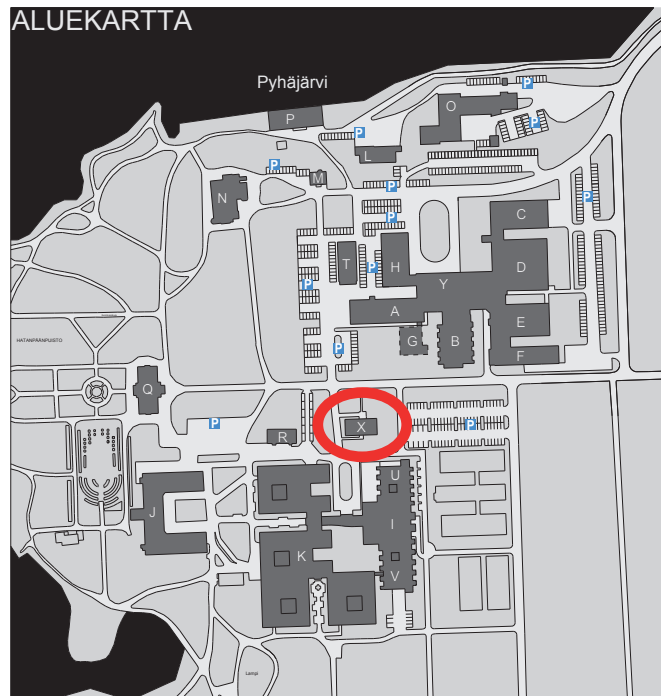 ALUEKARTTA
Pyhäjärvi
P
O
P
P
L
P
M
P
N
P
P
C
P
T
P
H
D
Y
P
A
E
P
G
B
F
Q
P
R
X
P
U
J
I
K
V
HATANPÄÄNPUISTO
Lampi